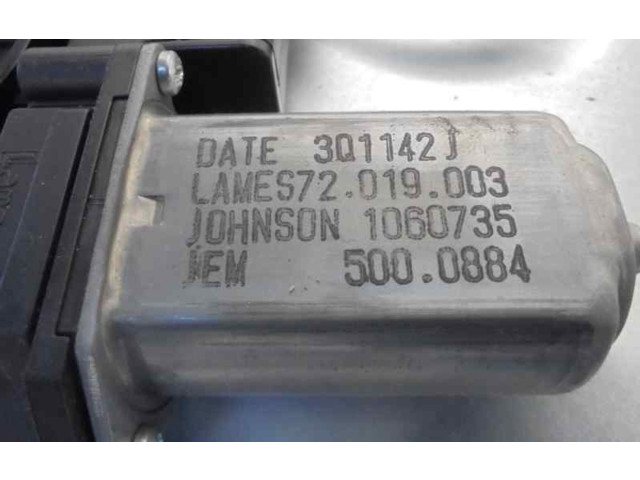 DATE 3Q1142J
LAMES72.019.003
JOHNSON 1060735
JEM 500.0884